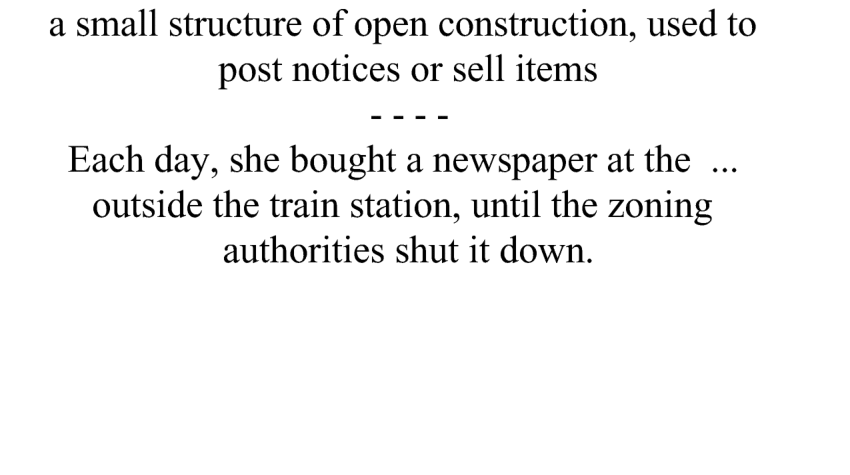 a small structure of open construction, used to
post notices or sell items
- - - -
Each day, she bought a newspaper at the  ...
outside the train station, until the zoning
authorities shut it down.